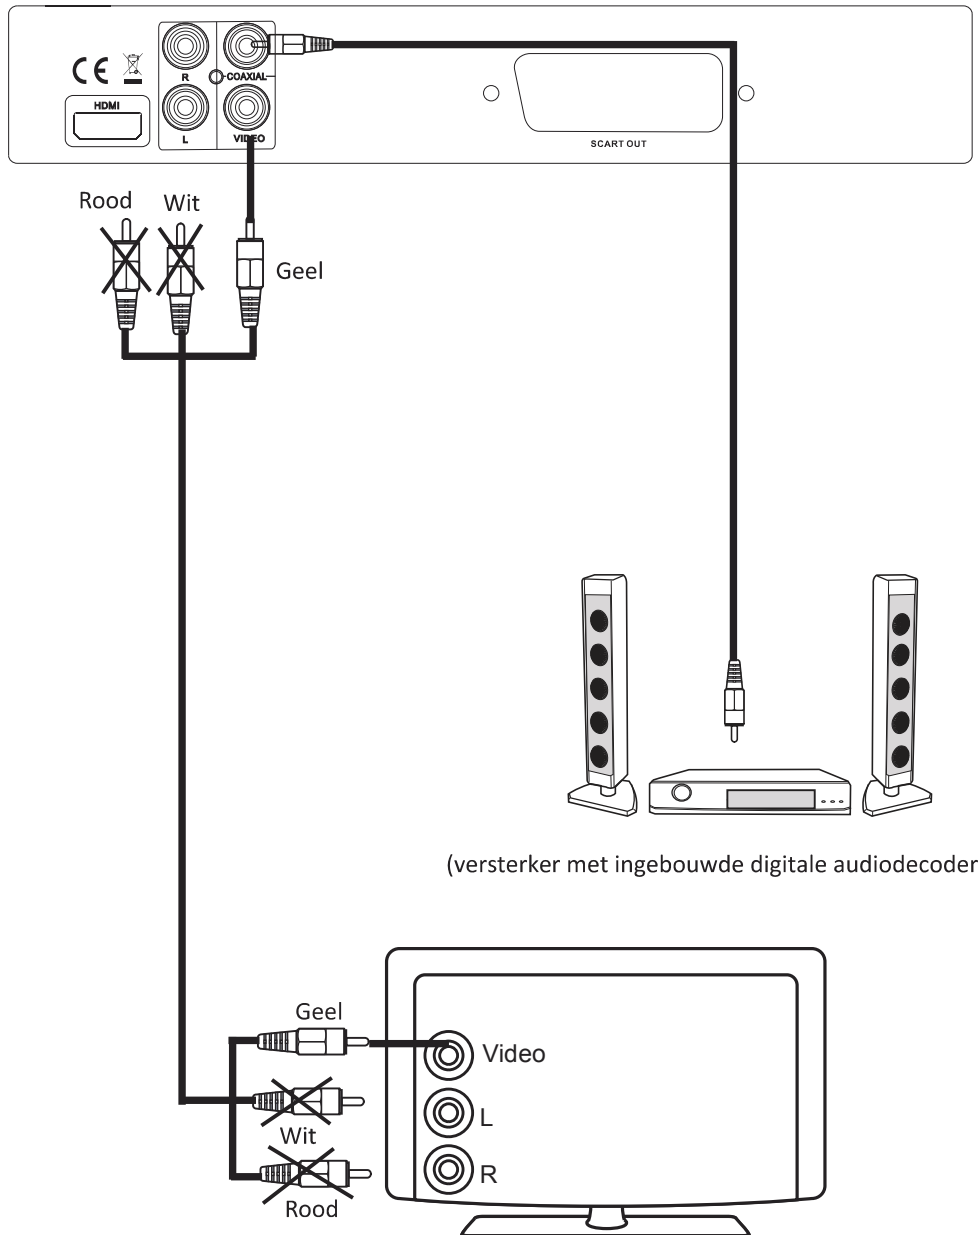 CE
HDMI
R
COAXIAL
L
VIDEO
SCART OUT
Rood
Wit
Geel
(versterker met ingebouwde digitale audiodecoder
Geel
Video
Wit
L
Rood
R